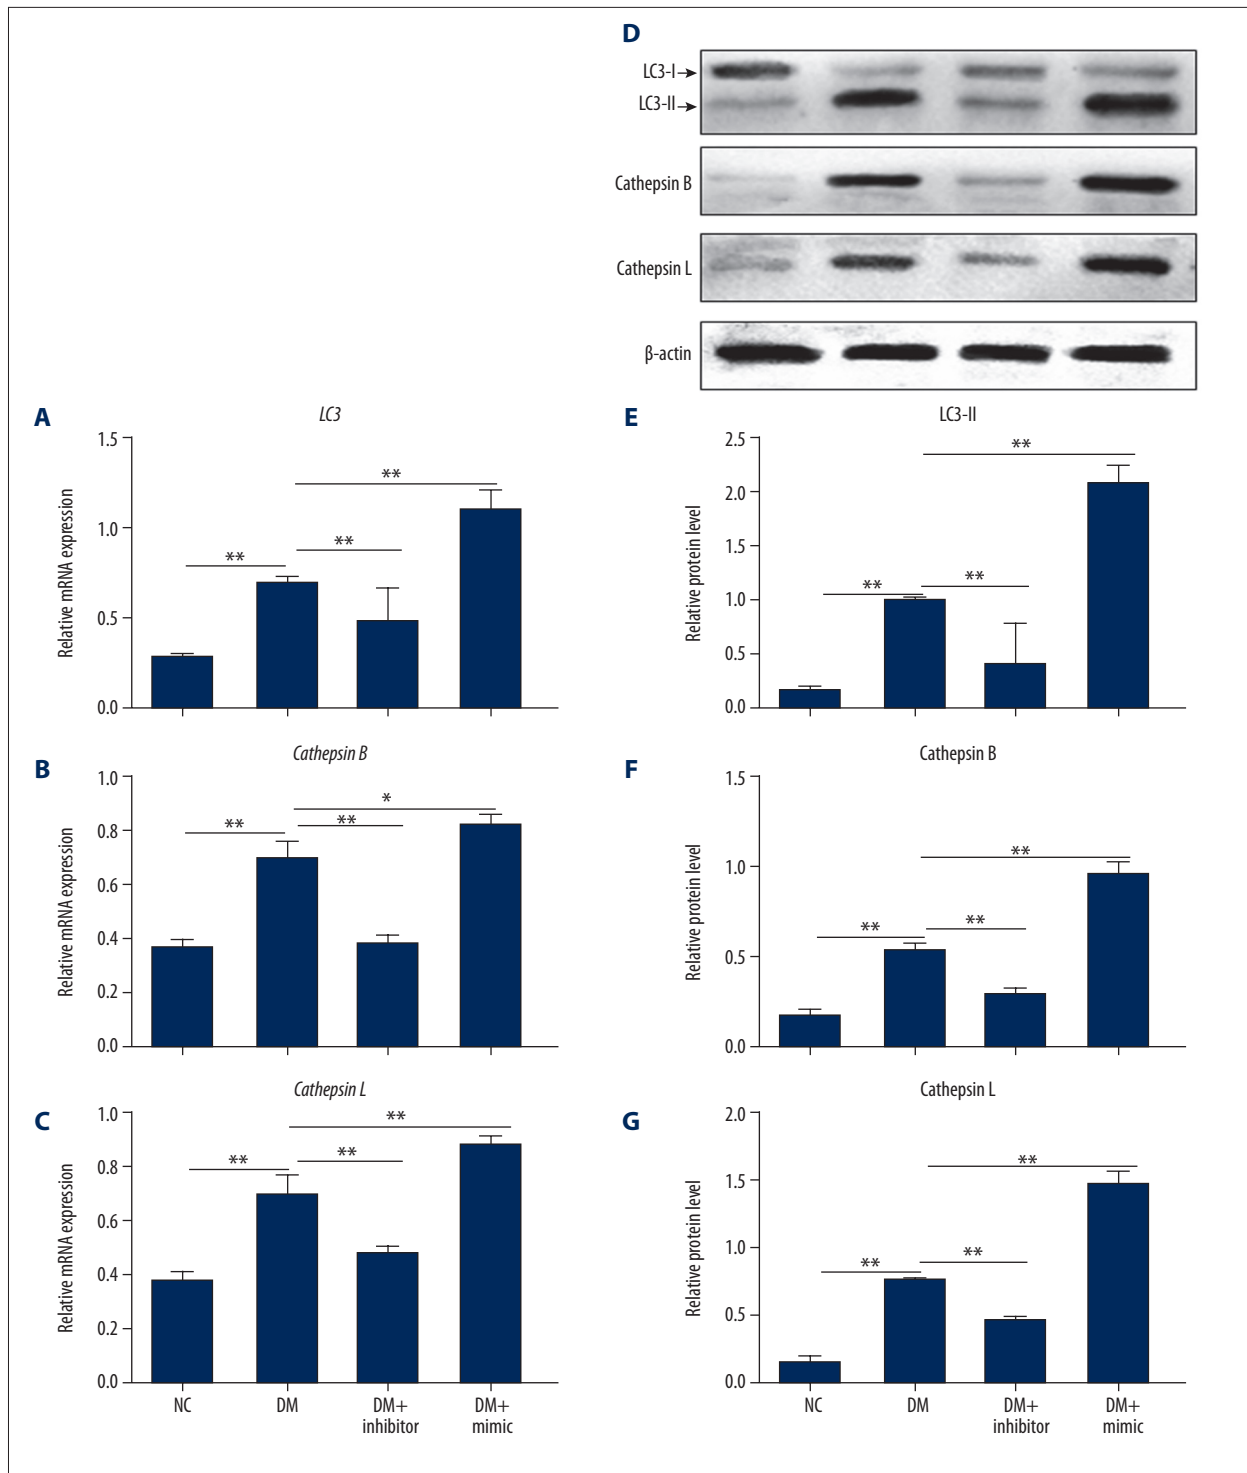 D
LC3-I
LC3-II
Cathepsin B
Cathepsin L
β-actin
A
LC3
Relative mRNA expression
1.5
1.0
0.5
0.0
**
**
**
E
LC3-II
Relative protein level
2.5
2.0
1.5
1.0
0.5
0.0
**
**
**
B
Cathepsin B
Relative mRNA expression
1.0
0.8
0.6
0.4
0.2
0.0
**
**
*
F
Cathepsin B
Relative protein level
1.5
1.0
0.5
0.0
**
**
**
C
Cathepsin L
Relative mRNA expression
1.0
0.8
0.6
0.4
0.2
0.0
**
**
**
NC
DM
DM+
inhibitor
DM+
mimic
G
Cathepsin L
Relative protein level
2.0
1.5
1.0
0.5
0.0
**
**
**
NC
DM
DM+
inhibitor
DM+
mimic